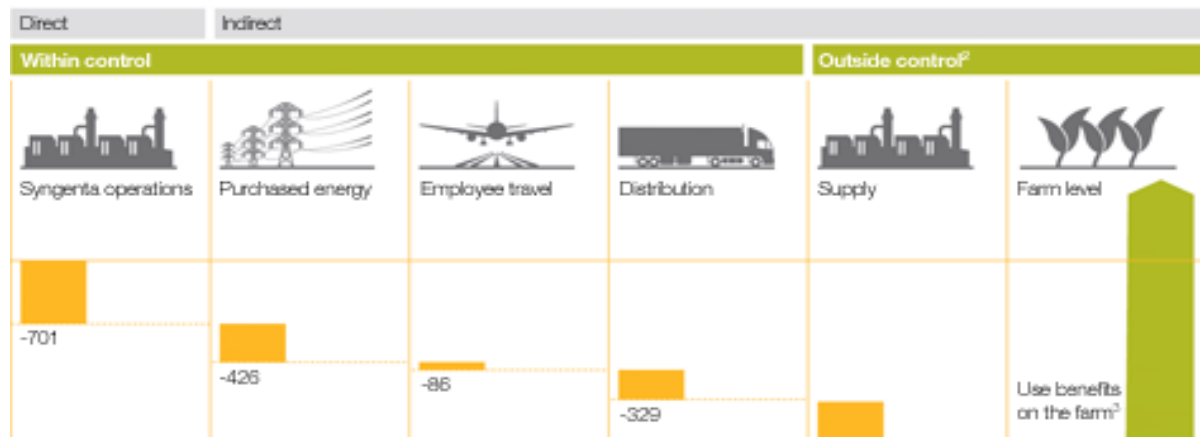 Direct
Indirect
Within control
Outside control²
Syngenta operations
Purchased energy
Employee travel
Distribution
Supply
Farm level
-701
-426
-86
-329
Use benefits
on the farm³